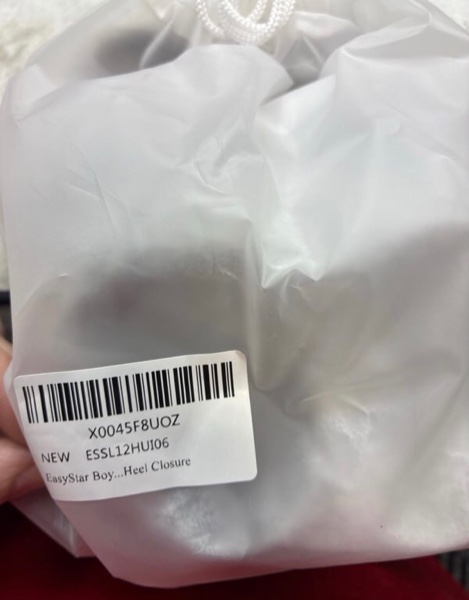 X0045F8UOZ
NEW ESSL12HUI06
EasyStar Boy...Heel Closure